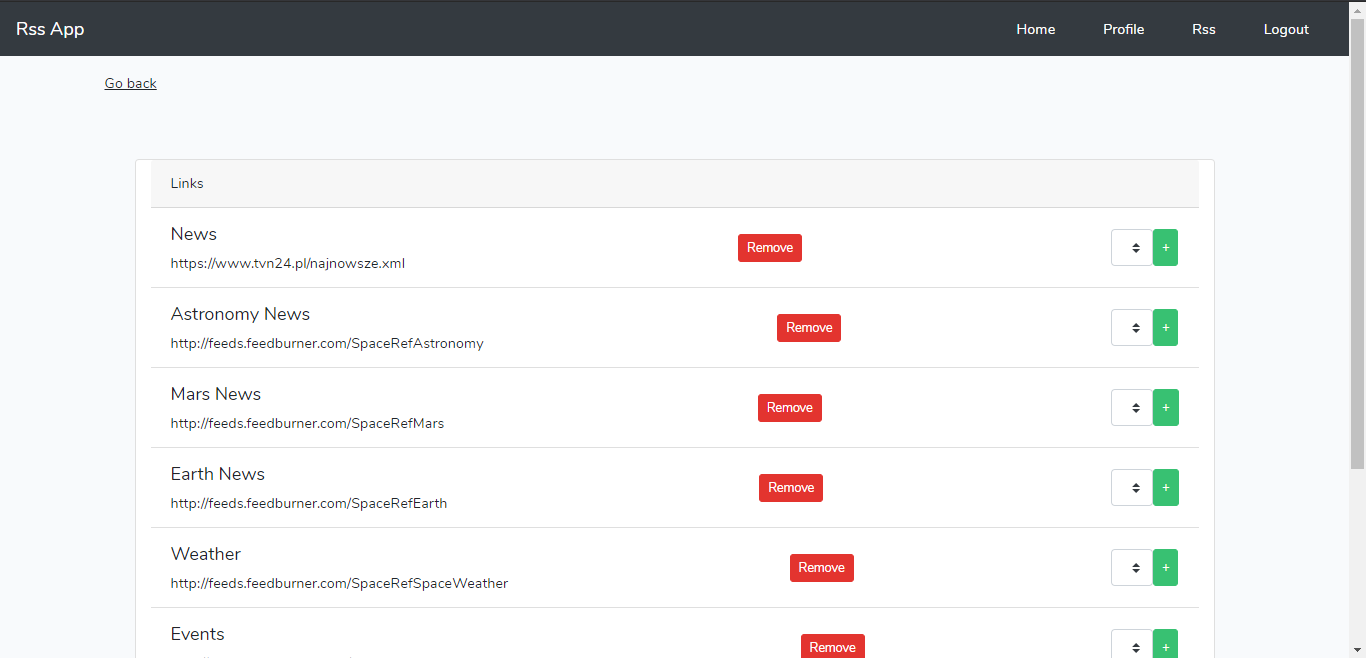 Rss App Home Profile Rss Logout
Go back
Links
News
https://www.tvn24.pl/najnowsze.xml
Remove +
Astronomy News
http://feeds.feedburner.com/SpaceRefAstronomy
Remove +
Mars News
http://feeds.feedburner.com/SpaceRefMars
Remove +
Earth News
http://feeds.feedburner.com/SpaceRefEarth
Remove +
Weather
http://feeds.feedburner.com/SpaceRefSpaceWeather
Remove +
Events
Remove +